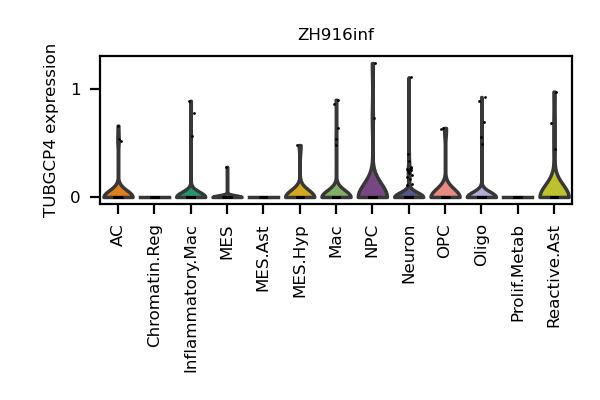 ZH916inf
TUBGCP4 expression
1
0
AC
Chromatin.Reg
Inflammatory.Mac
MES
MES.Ast
MES.Hyp
Mac
NPC
Neuron
OPC
Oligo
Prolif.Metab
Reactive.Ast